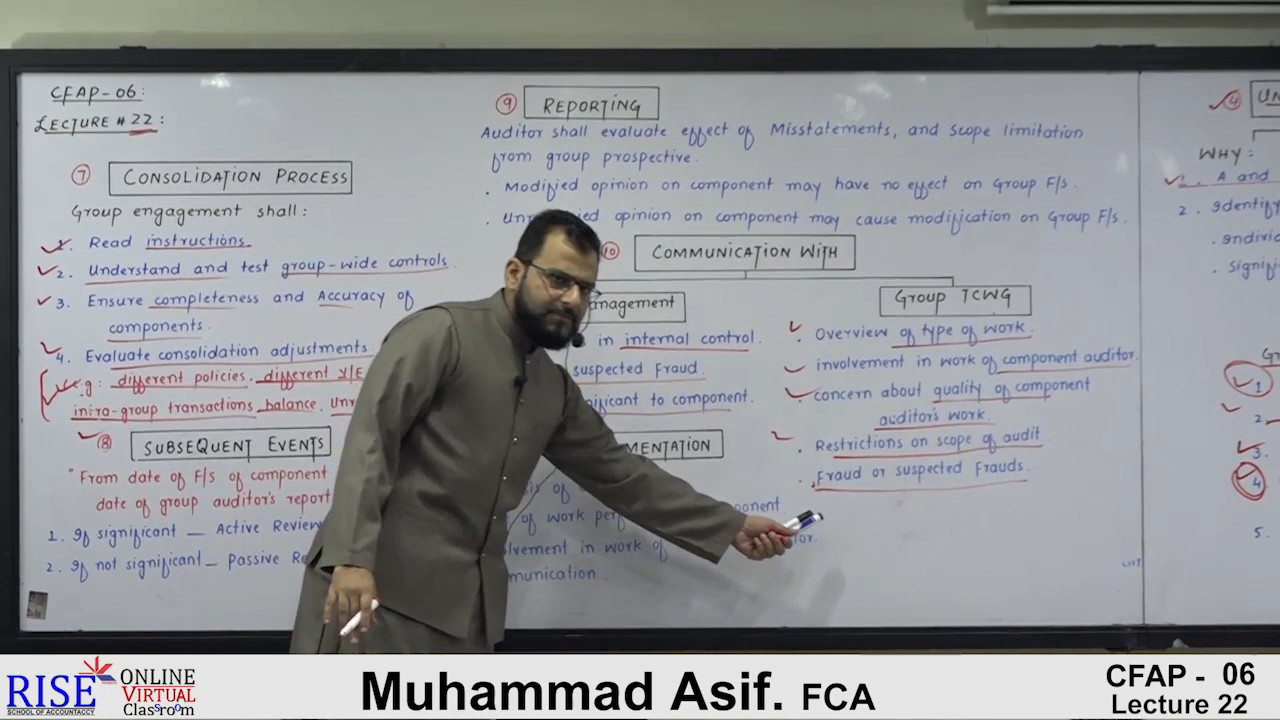 CFAP-06:
LECTURE # 22:
7 CONSOLIDATION PROCESS
Group engagement shall:
1. Read instructions.
2. Understand and test group-wide controls.
3. Ensure completeness and Accuracy of
components.
4. Evaluate consolidation adjustments.
e.g: different policies, different Y/E
intra-group transactions balance,
8 SUBSEQUENT EVENTS
"From date of F/s of component
date of group auditor's report
1. If significant — Active Review
2. If not significant — Passive
9 REPORTING
Auditor shall evaluate effect of Misstatements, and scope limitation
from group prospective.
. Modified opinion on component may have no effect on Group F/s.
. opinion on component may cause modification on Group F/s.
10 COMMUNICATION WITH
in internal control.
suspected Fraud.
to component.
Group TCWG
. Overview of type of work.
. involvement in work of component auditor.
. concern about quality of component
auditor's work.
. Restrictions on scope of audit.
. Fraud or suspected Frauds.
of
of work
in work of
4
WHY:
1. A and
2. Identify
1
2.
3.
4
5.
RISE
SCHOOL OF ACCOUNTANCY
ONLINE
VIRTUAL
Classroom
Muhammad Asif. FCA
CFAP - 06
Lecture 22